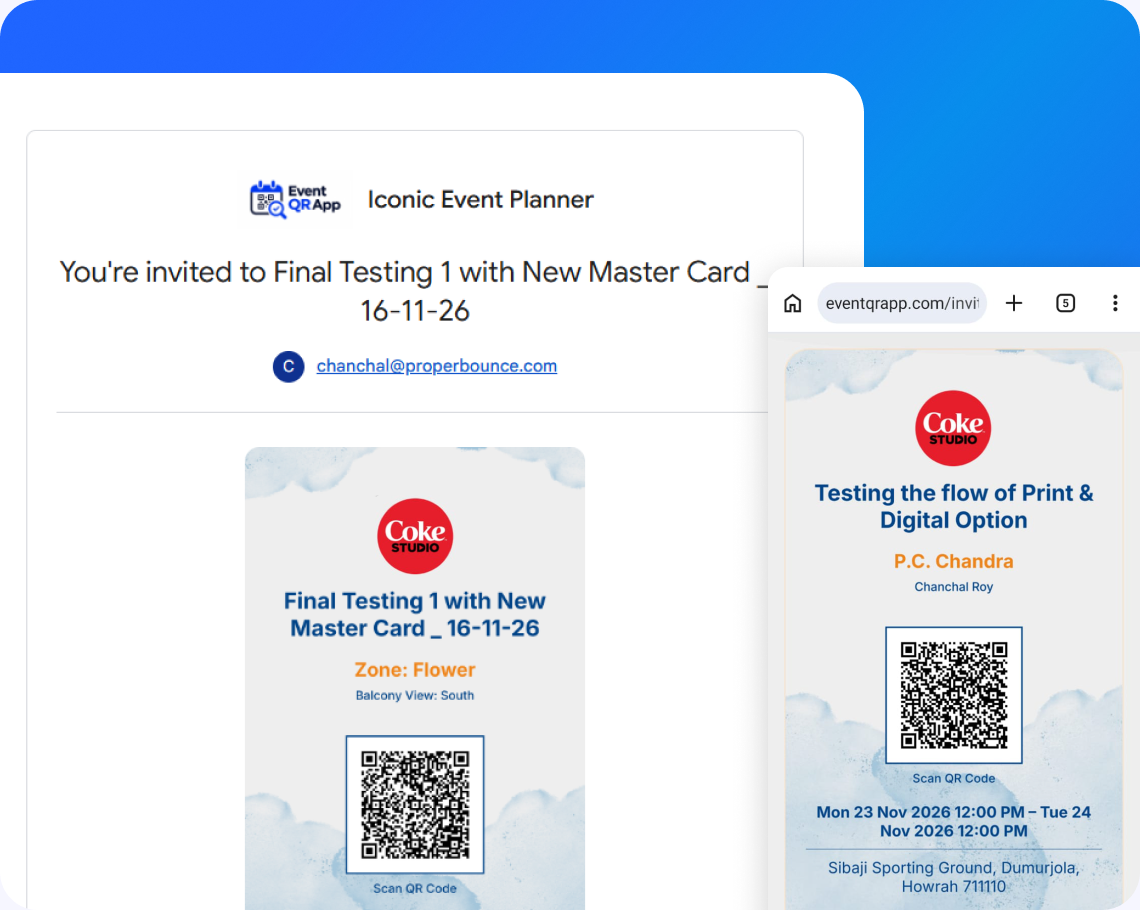 Event
QR App
Iconic Event Planner
You're invited to Final Testing 1 with New Master Card _
16-11-26
C
chanchal@properbounce.com
Coke
STUDIO
Final Testing 1 with New
Master Card _ 16-11-26
Zone: Flower
Balcony View: South
Scan QR Code
eventqrapp.com/invi
5
Coke
STUDIO
Testing the flow of Print &
Digital Option
P.C. Chandra
Chanchal Roy
Scan QR Code
Mon 23 Nov 2026 12:00 PM – Tue 24
Nov 2026 12:00 PM
Sibaji Sporting Ground, Dumurjola,
Howrah 711110